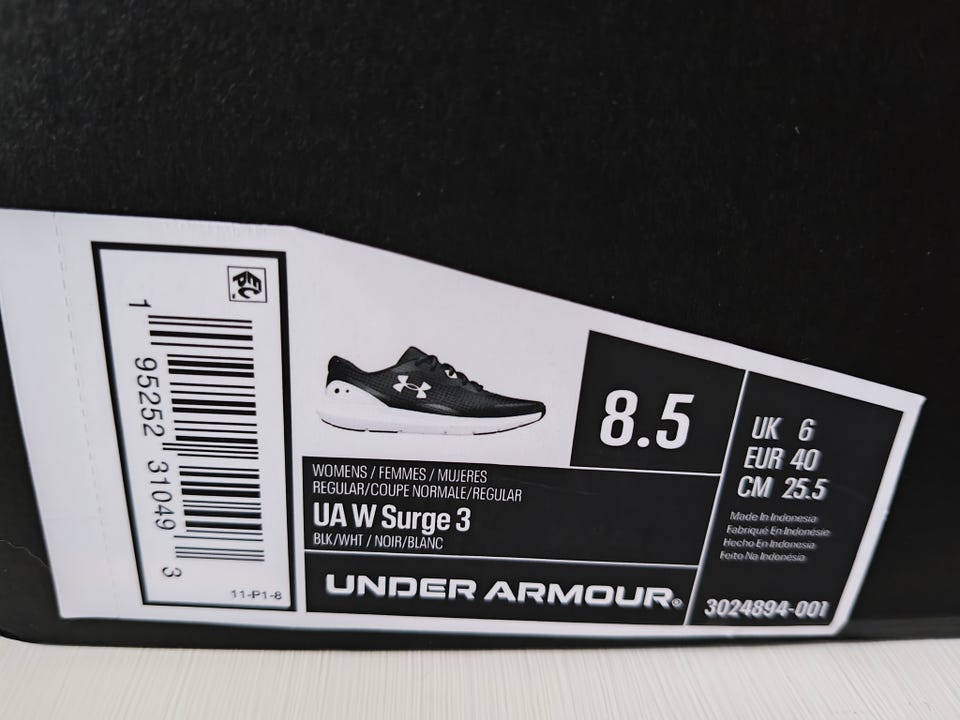 EPC
1 95252 31049 3
11-P1-8
8.5
UK 6
EUR 40
CM 25.5
WOMENS / FEMMES / MUJERES
REGULAR/COUPE NORMALE/REGULAR
UA W Surge 3
BLK/WHT / NOIR/BLANC
Made In Indonesia
Fabriqué En Indonésie
Hecho En Indonesia
Feito Na Indonésia
UNDER ARMOUR®
3024894-001